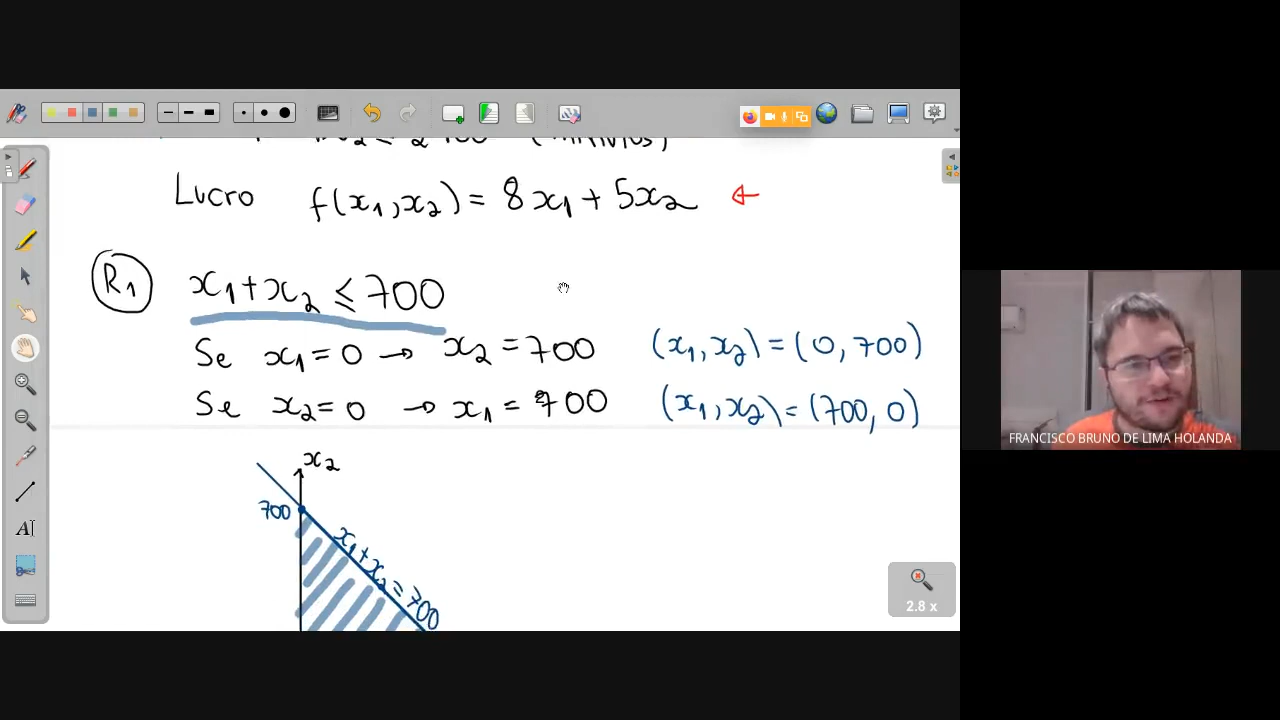 Lucro f(x₁,x₂) = 8x₁ + 5x₂ ←
R₁ x₁+x₂ ≤ 700
Se x₁ = 0 → x₂ = 700 (x₁,x₂) = (0, 700)
Se x₂ = 0 → x₁ = 700 (x₁,x₂) = (700, 0)
x₂
700
x₁+x₂ = 700
2.8 x
FRANCISCO BRUNO DE LIMA HOLANDA